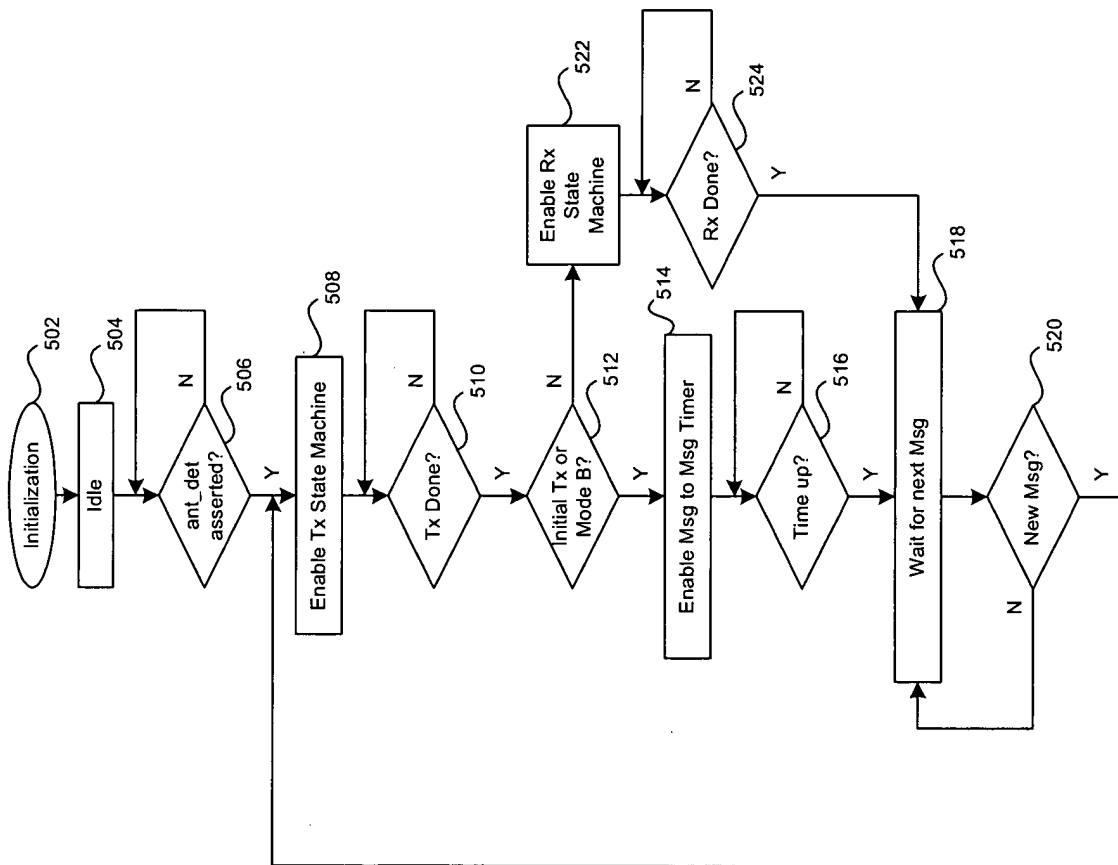 Initialization
502
Idle
504
ant_det
asserted?
506
N
Y
Enable Tx State Machine
508
Tx Done?
510
N
Y
Initial Tx or
Mode B?
512
N
Y
Enable Rx
State
Machine
522
Rx Done?
524
N
Y
Enable Msg to Msg Timer
514
Time up?
516
N
Y
Wait for next Msg
518
New Msg?
520
N
Y